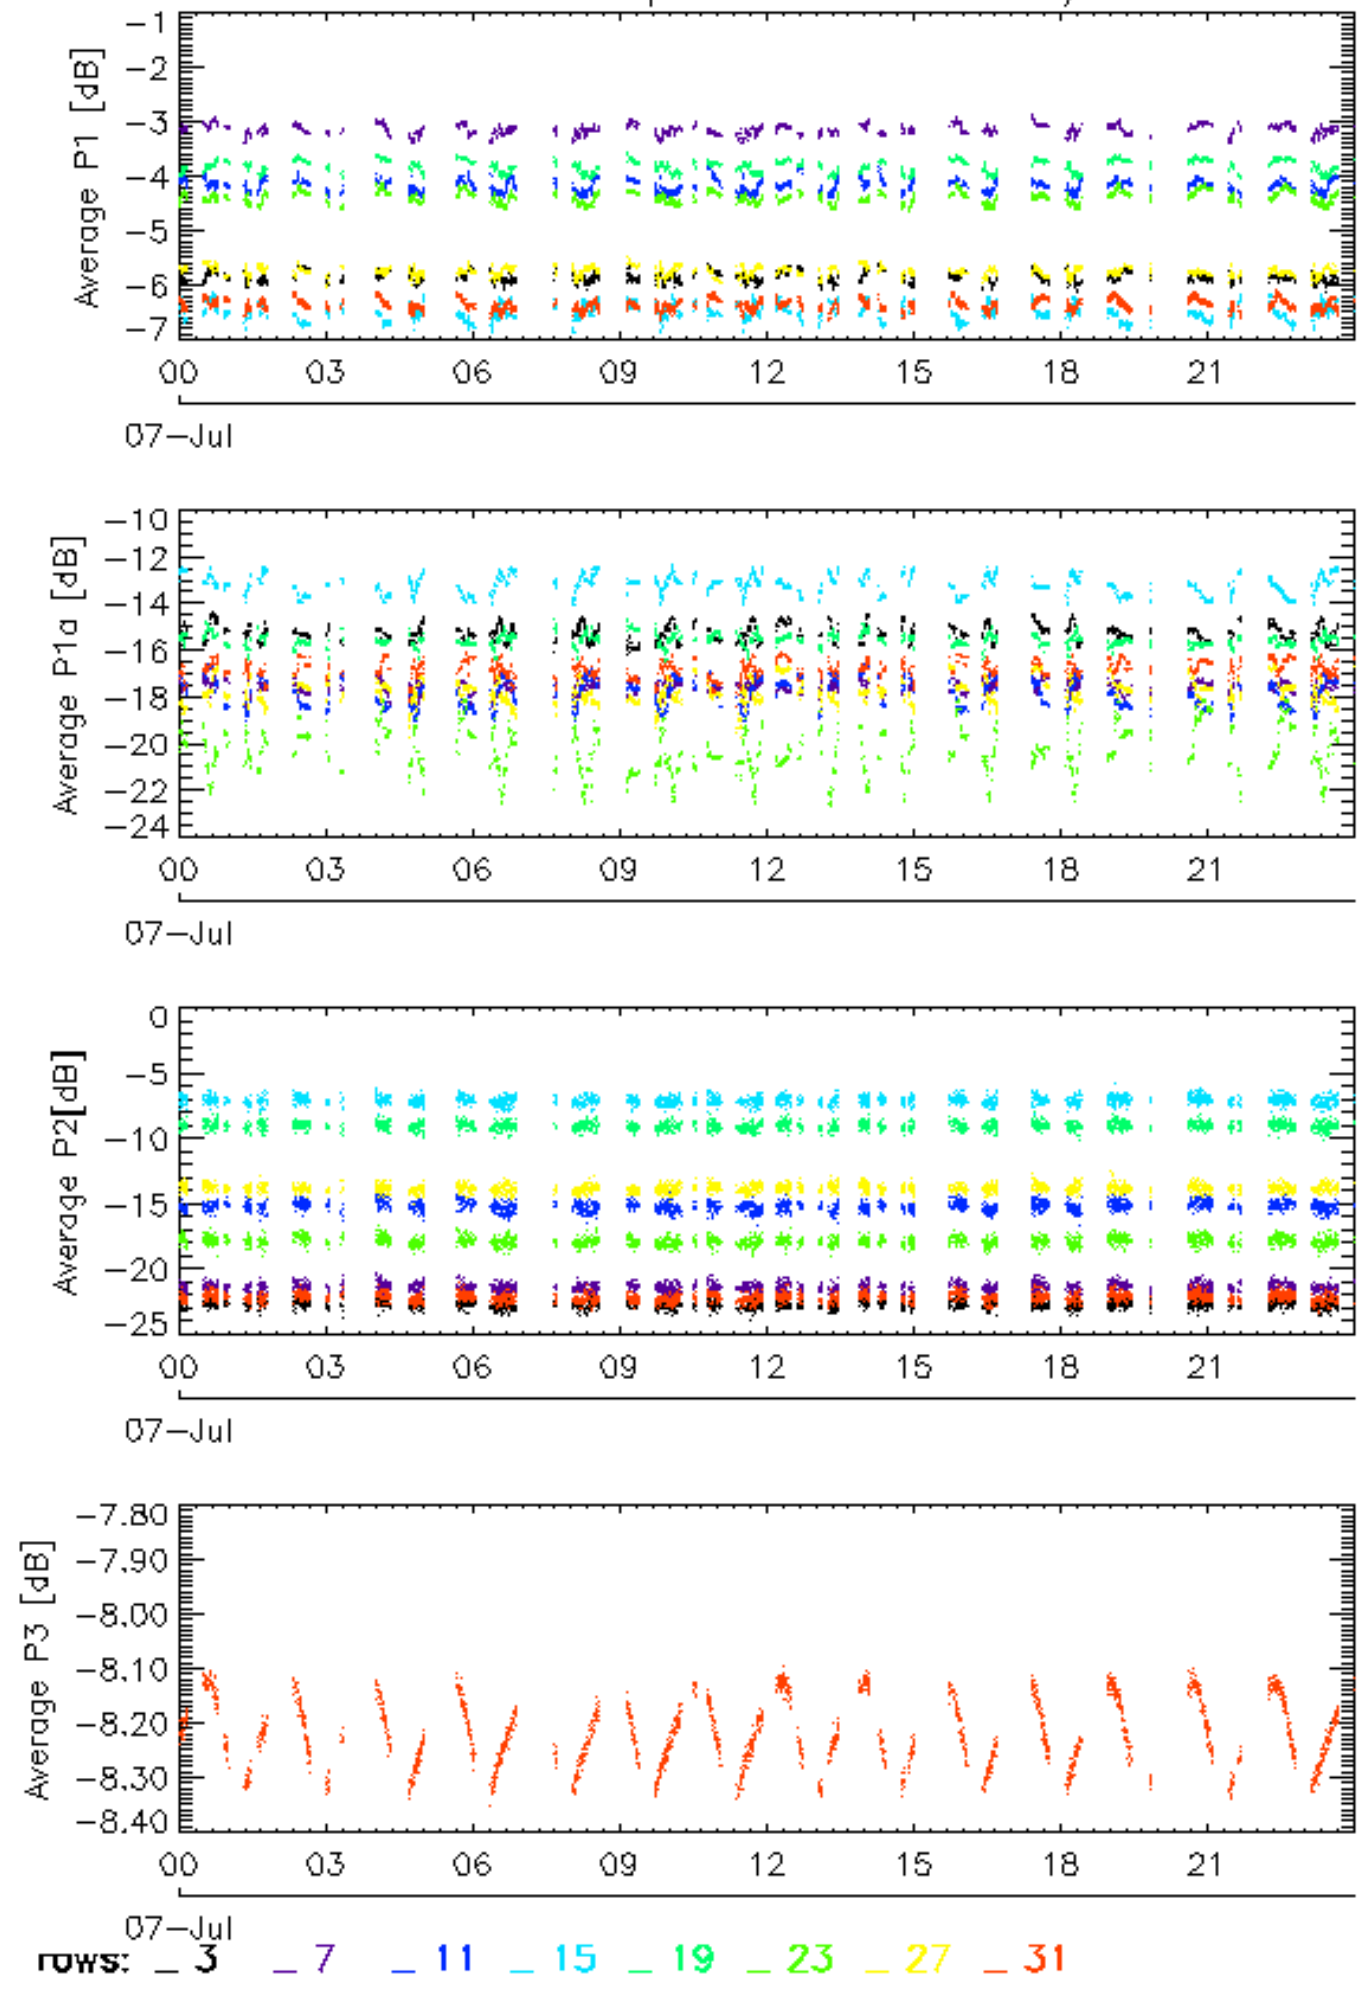 Average P1 [dB]
-1
-2
-3
-4
-5
-6
-7
00 03 06 09 12 15 18 21
07-Jul
Average P1a [dB]
-10
-12
-14
-16
-18
-20
-22
-24
00 03 06 09 12 15 18 21
07-Jul
Average P2[dB]
0
-5
-10
-15
-20
-25
00 03 06 09 12 15 18 21
07-Jul
Average P3 [dB]
-7.80
-7.90
-8.00
-8.10
-8.20
-8.30
-8.40
00 03 06 09 12 15 18 21
07-Jul
rows: _ 3 _ 7 _ 11 _ 15 _ 19 _ 23 _ 27 _ 31